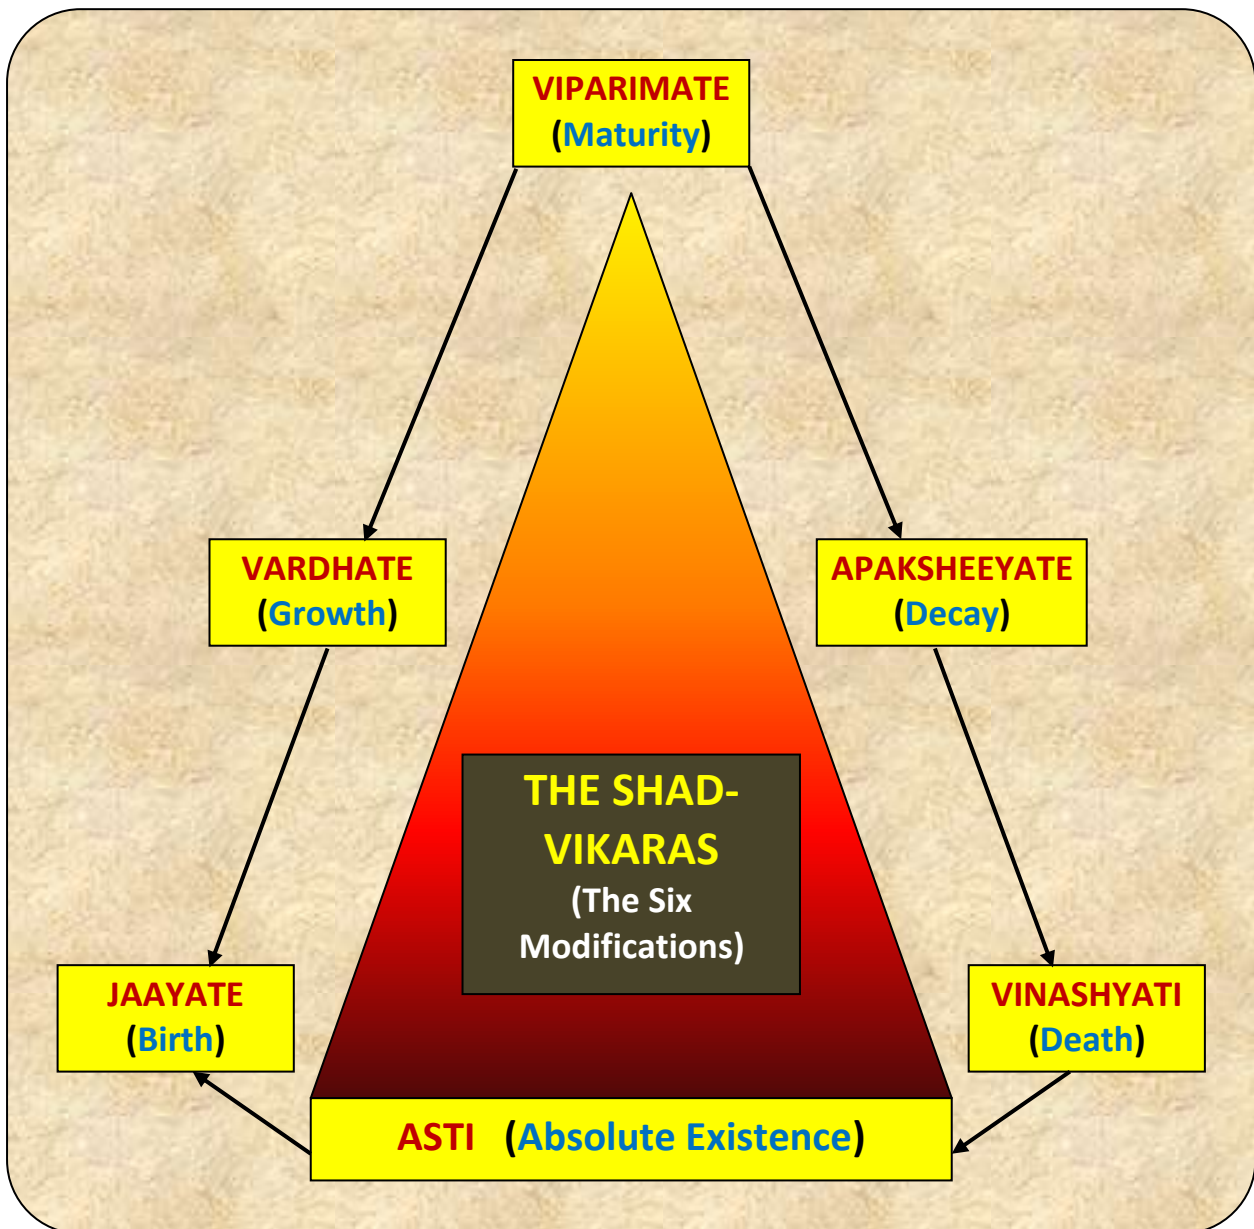 VIPARIMATE
(Maturity)
VARDHATE
(Growth)
APAKSHEEYATE
(Decay)
THE SHAD-
VIKARAS
(The Six
Modifications)
JAAYATE
(Birth)
VINASHYATI
(Death)
ASTI (Absolute Existence)